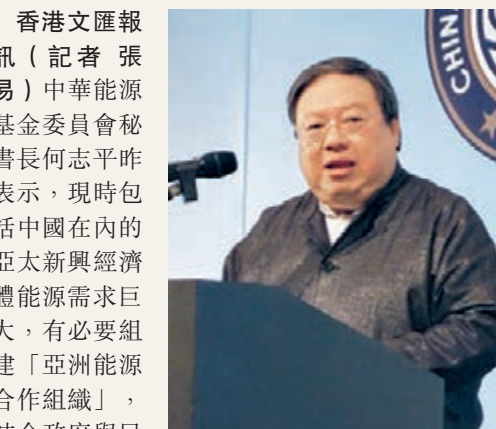 香港文匯報
訊（記者 張
易）中華能源
基金委員會秘
書長何志平昨
表示，現時包
括中國在內的
亞太新興經濟
體能源需求巨
大，有必要組
建「亞洲能源
合作組織」，
CHINA